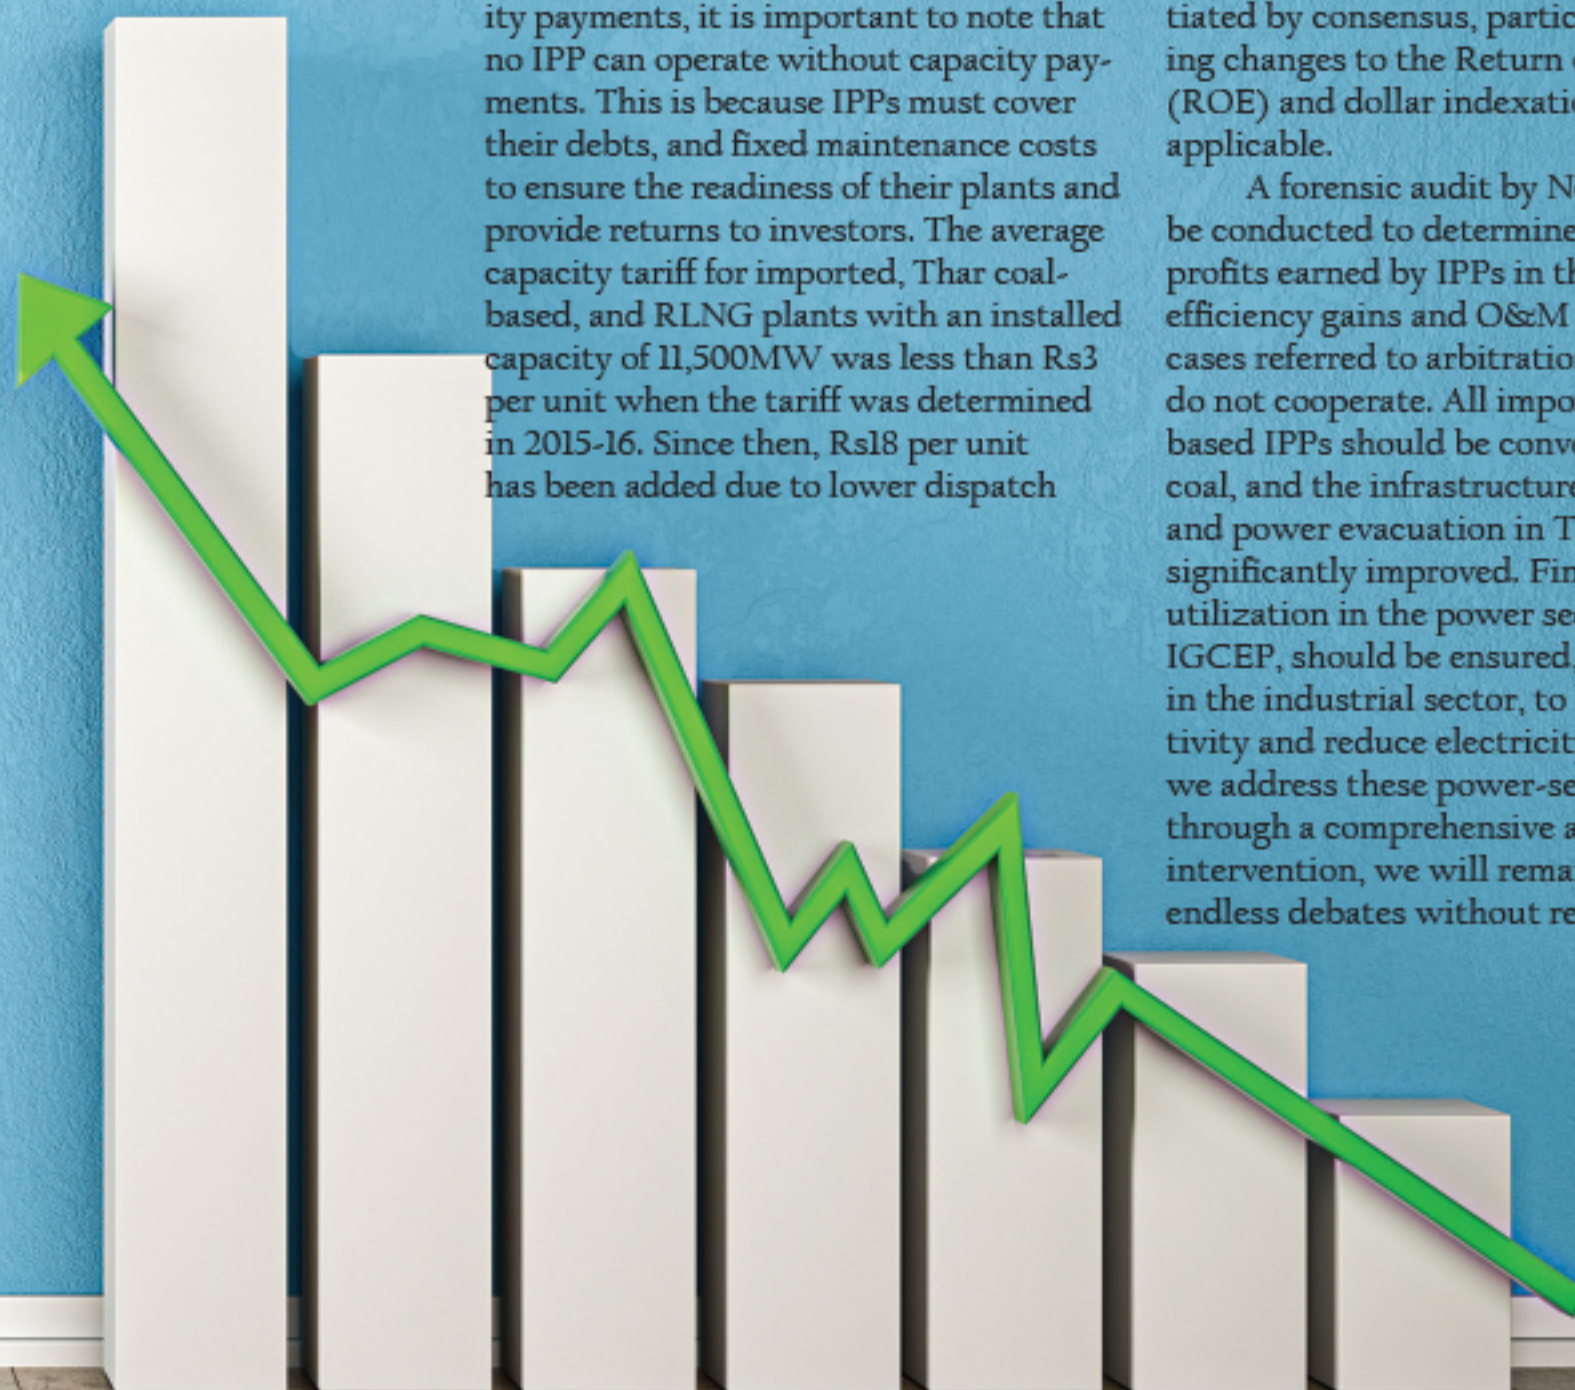 ity payments, it is important to note that
no IPP can operate without capacity pay-
ments. This is because IPPs must cover
their debts, and fixed maintenance costs
to ensure the readiness of their plants and
provide returns to investors. The average
capacity tariff for imported, Thar coal-
based, and RLNG plants with an installed
capacity of 11,500MW was less than Rs3
per unit when the tariff was determined
in 2015-16. Since then, Rs18 per unit
has been added due to lower dispatch
tiated by consensus, partic
ing changes to the Return
(ROE) and dollar indexatio
applicable.
A forensic audit by N
be conducted to determine
profits earned by IPPs in th
efficiency gains and O&M
cases referred to arbitratio
do not cooperate. All impo
based IPPs should be conve
coal, and the infrastructure
and power evacuation in T
significantly improved. Fin
utilization in the power se
IGCEP, should be ensured,
in the industrial sector, to
tivity and reduce electricit
we address these power-se
through a comprehensive a
intervention, we will rema
endless debates without re